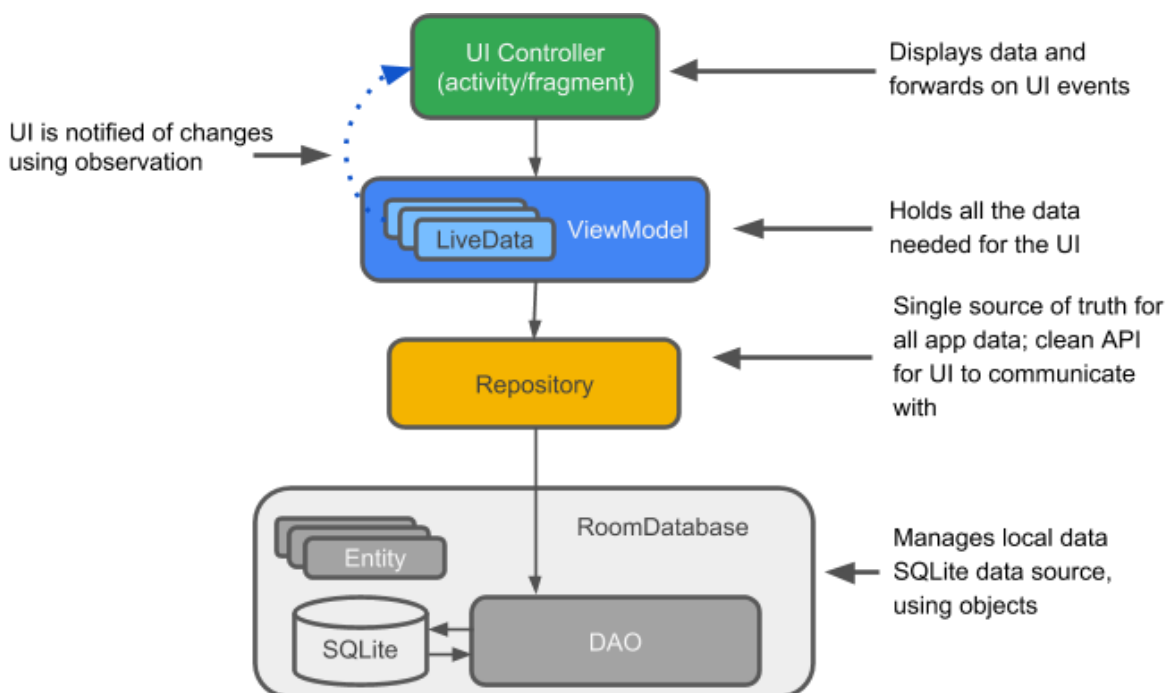 UI Controller
(activity/fragment)
Displays data and
forwards on UI events
UI is notified of changes
using observation
LiveData
ViewModel
Holds all the data
needed for the UI
Repository
Single source of truth for
all app data; clean API
for UI to communicate
with
RoomDatabase
Entity
SQLite
DAO
Manages local data
SQLite data source,
using objects